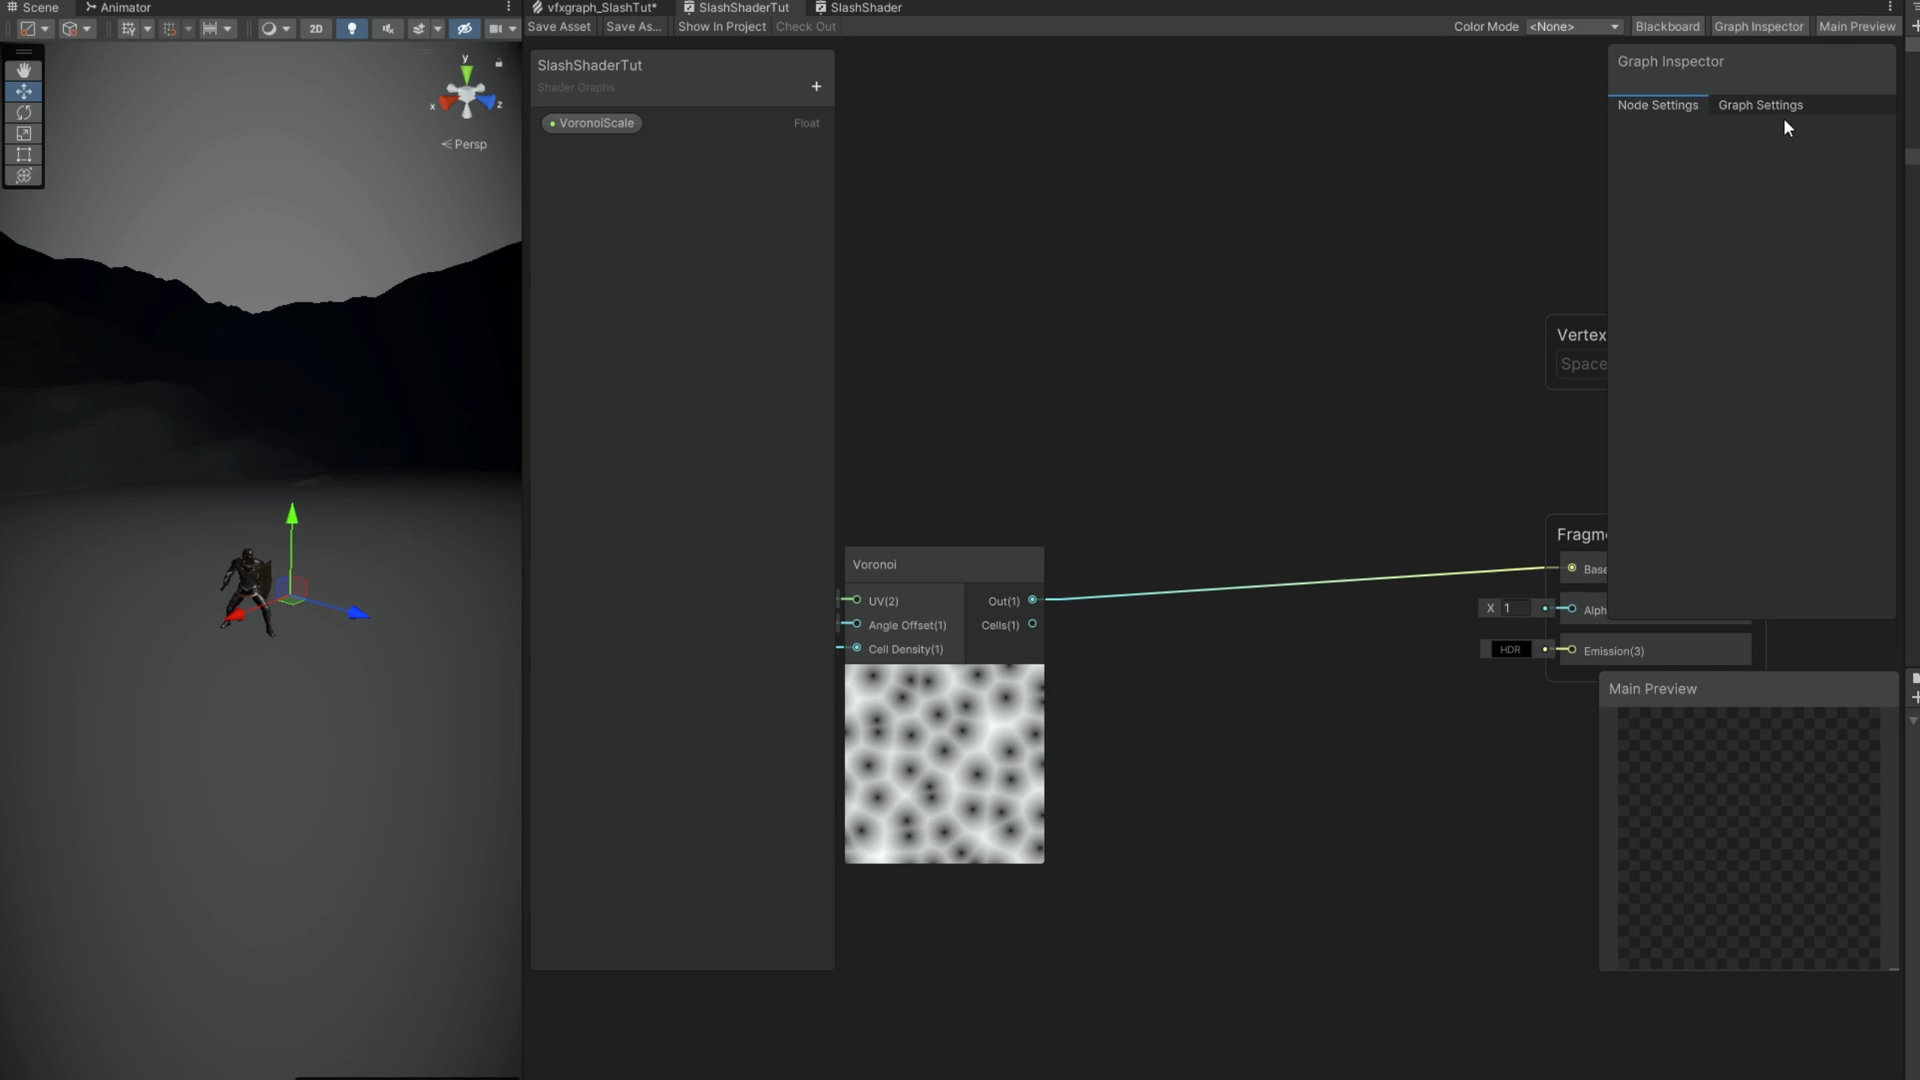 Scene
Animator
vfxgraph_SlashTut*
SlashShaderTut
SlashShader
2D
Save Asset
Save As...
Show In Project
Check Out
Color Mode
<None>
Blackboard
Graph Inspector
Main Preview
y
x
z
Persp
SlashShaderTut
Shader Graphs
+
VoronoiScale
Float
Graph Inspector
Node Settings
Graph Settings
Vertex
Space
Fragme
Base
X 1
Alph
HDR
Emission(3)
Voronoi
UV(2)
Out(1)
Angle Offset(1)
Cells(1)
Cell Density(1)
Main Preview